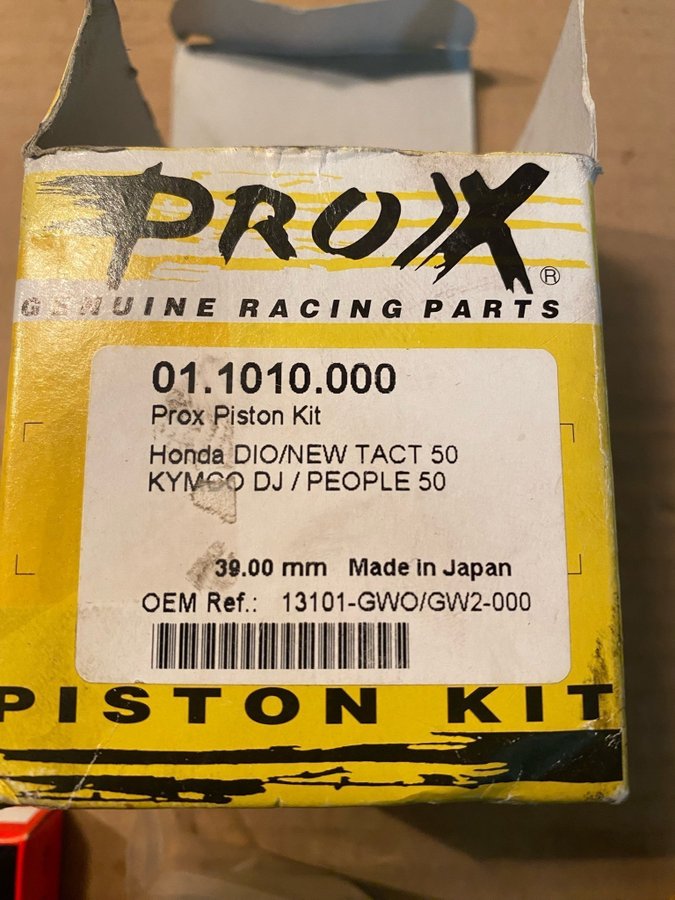 PROX®
GENUINE RACING PARTS
01.1010.000
Prox Piston Kit
Honda DIO/NEW TACT 50
KYMCO DJ / PEOPLE 50
39.00 mm Made in Japan
OEM Ref.: 13101-GWO/GW2-000
PISTON KIT